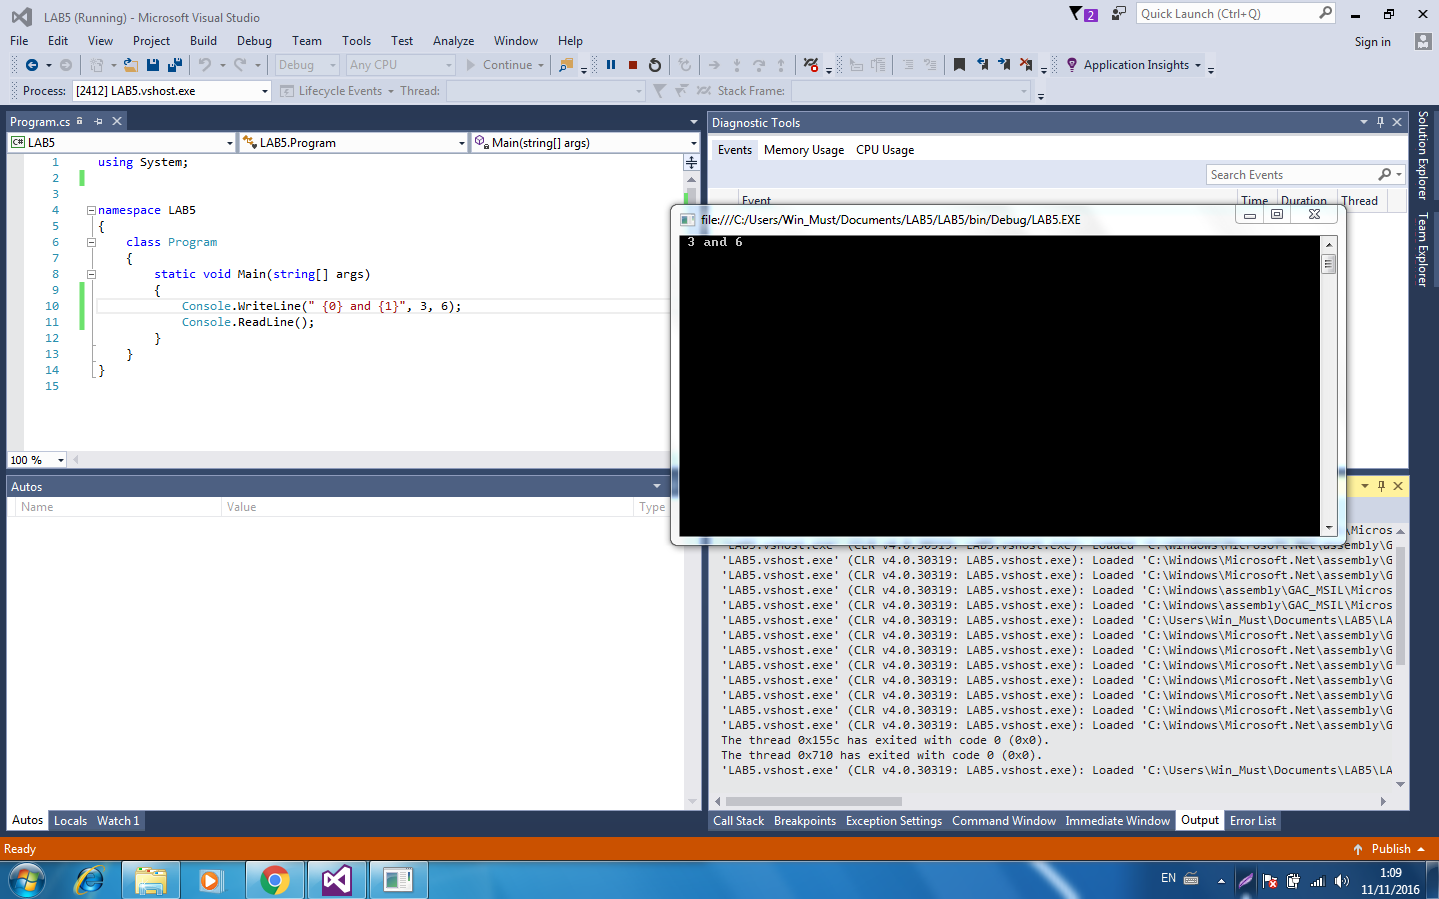 LAB5 (Running) - Microsoft Visual Studio
2
Quick Launch (Ctrl+Q)
File Edit View Project Build Debug Team Tools Test Analyze Window Help
Sign in
Debug Any CPU Continue Application Insights
Process: [2412] LAB5.vshost.exe Lifecycle Events Thread: Stack Frame:
Program.cs
C# LAB5 LAB5.Program Main(string[] args)
1 using System;
2
3
4 namespace LAB5
5 {
6 class Program
7 {
8 static void Main(string[] args)
9 {
10 Console.WriteLine(" {0} and {1}", 3, 6);
11 Console.ReadLine();
12 }
13 }
14 }
15
100 %
Diagnostic Tools
Events Memory Usage CPU Usage
Search Events
Event Time Duration Thread
Solution Explorer
Team Explorer
file:///C:/Users/Win_Must/Documents/LAB5/LAB5/bin/Debug/LAB5.EXE
3 and 6
Autos
Name Value Type
\Micros
'LAB5.vshost.exe' (CLR v4.0.30319: LAB5.vshost.exe): Loaded 'C:\Windows\Microsoft.Net\assembly\G
'LAB5.vshost.exe' (CLR v4.0.30319: LAB5.vshost.exe): Loaded 'C:\Windows\Microsoft.Net\assembly\G
'LAB5.vshost.exe' (CLR v4.0.30319: LAB5.vshost.exe): Loaded 'C:\Windows\Microsoft.Net\assembly\G
'LAB5.vshost.exe' (CLR v4.0.30319: LAB5.vshost.exe): Loaded 'C:\Windows\assembly\GAC_MSIL\Micros
'LAB5.vshost.exe' (CLR v4.0.30319: LAB5.vshost.exe): Loaded 'C:\Windows\assembly\GAC_MSIL\Micros
'LAB5.vshost.exe' (CLR v4.0.30319: LAB5.vshost.exe): Loaded 'C:\Users\Win_Must\Documents\LAB5\LA
'LAB5.vshost.exe' (CLR v4.0.30319: LAB5.vshost.exe): Loaded 'C:\Windows\Microsoft.Net\assembly\G
'LAB5.vshost.exe' (CLR v4.0.30319: LAB5.vshost.exe): Loaded 'C:\Windows\Microsoft.Net\assembly\G
'LAB5.vshost.exe' (CLR v4.0.30319: LAB5.vshost.exe): Loaded 'C:\Windows\Microsoft.Net\assembly\G
'LAB5.vshost.exe' (CLR v4.0.30319: LAB5.vshost.exe): Loaded 'C:\Windows\Microsoft.Net\assembly\G
'LAB5.vshost.exe' (CLR v4.0.30319: LAB5.vshost.exe): Loaded 'C:\Windows\Microsoft.Net\assembly\G
'LAB5.vshost.exe' (CLR v4.0.30319: LAB5.vshost.exe): Loaded 'C:\Windows\Microsoft.Net\assembly\G
'LAB5.vshost.exe' (CLR v4.0.30319: LAB5.vshost.exe): Loaded 'C:\Windows\Microsoft.Net\assembly\G
The thread 0x155c has exited with code 0 (0x0).
The thread 0x710 has exited with code 0 (0x0).
'LAB5.vshost.exe' (CLR v4.0.30319: LAB5.vshost.exe): Loaded 'C:\Users\Win_Must\Documents\LAB5\LA
Autos Locals Watch 1
Call Stack Breakpoints Exception Settings Command Window Immediate Window Output Error List
Ready
Publish
EN
1:09
11/11/2016